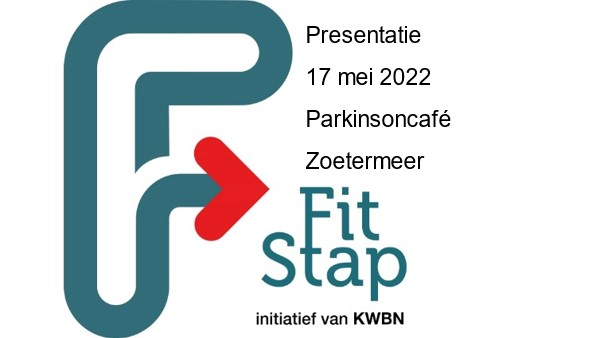 Presentatie
17 mei 2022
Parkinsoncafé
Zoetermeer
Fit
Stap
initiatief van KWBN